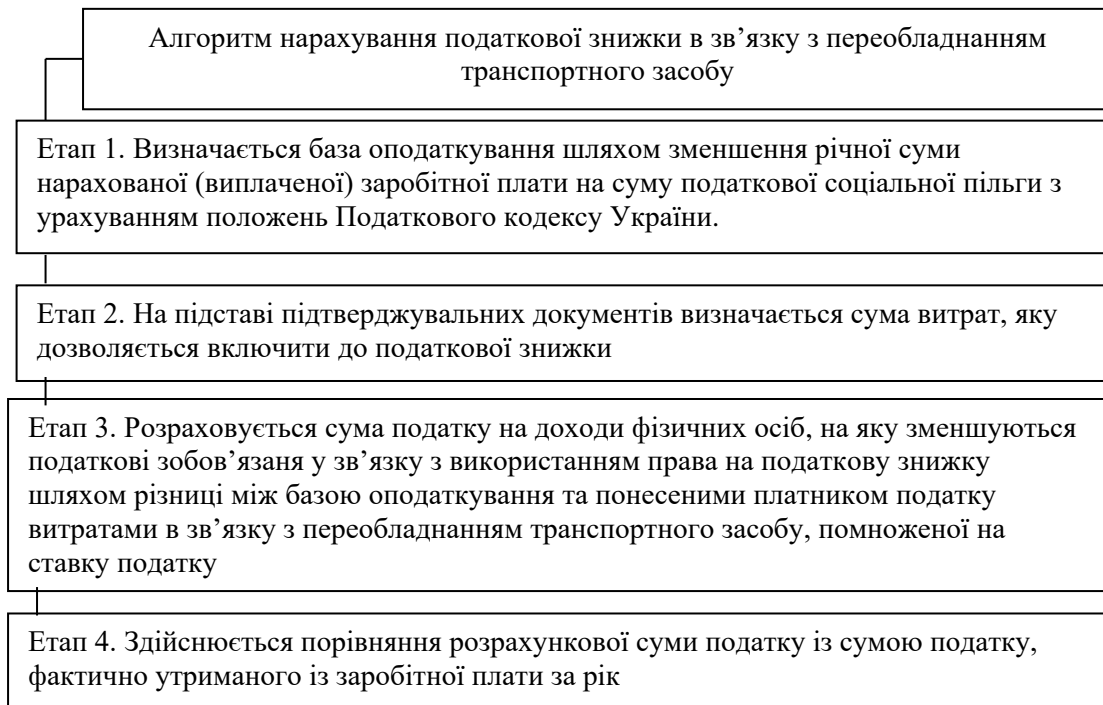 Алгоритм нарахування податкової знижки в зв’язку з переобладнанням
транспортного засобу
Етап 1. Визначається база оподаткування шляхом зменшення річної суми
нарахованої (виплаченої) заробітної плати на суму податкової соціальної пільги з
урахуванням положень Податкового кодексу України.
Етап 2. На підставі підтверджувальних документів визначається сума витрат, яку
дозволяється включити до податкової знижки
Етап 3. Розраховується сума податку на доходи фізичних осіб, на яку зменшуються
податкові зобов’язаня у зв’язку з використанням права на податкову знижку
шляхом різниці між базою оподаткування та понесеними платником податку
витратами в зв’язку з переобладнанням транспортного засобу, помноженої на
ставку податку
Етап 4. Здійснюється порівняння розрахункової суми податку із сумою податку,
фактично утриманого із заробітної плати за рік